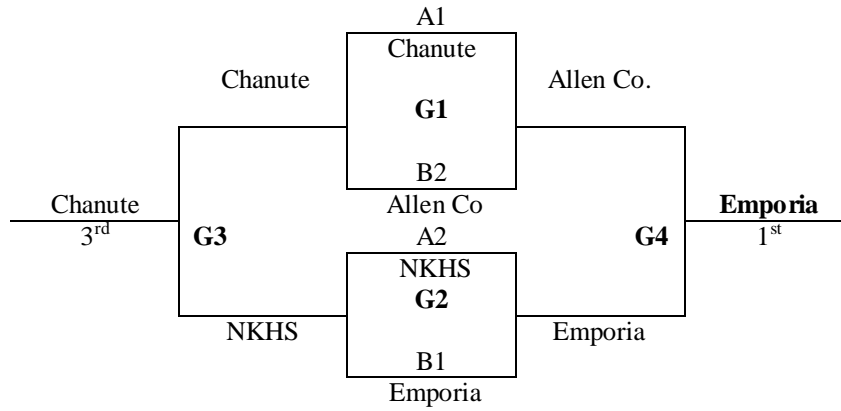 A1
Chanute
Chanute Allen Co.
G1
B2
Chanute Allen Co Emporia
3rd G3 A2 G4 1st
NKHS
G2
NKHS Emporia
B1
Emporia